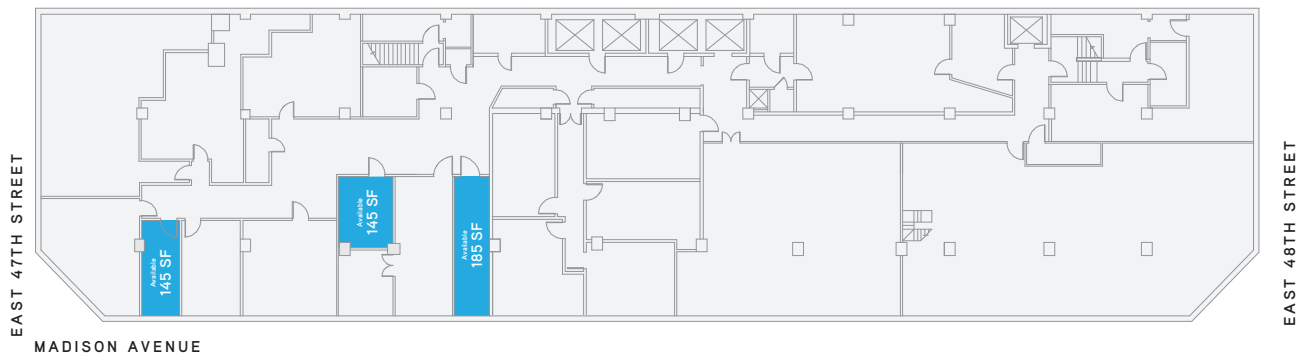 EAST 47TH STREET
Available
145 SF
Available
145 SF
Available
185 SF
EAST 48TH STREET
MADISON AVENUE